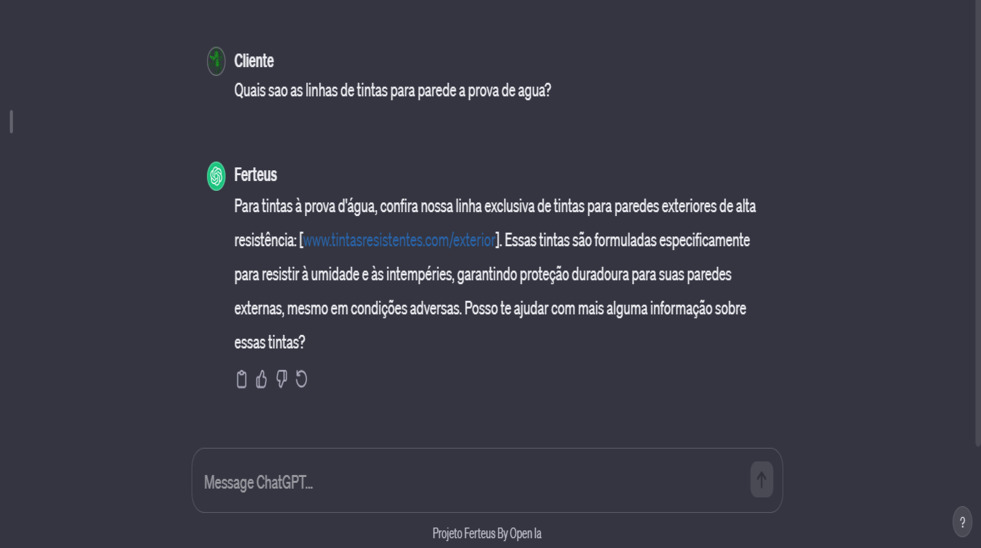 Cliente
Quais sao as linhas de tintas para parede a prova de agua?
Ferteus
Para tintas à prova d'água, confira nossa linha exclusiva de tintas para paredes exteriores de alta
resistência: [www.tintasresistentes.com/exterior]. Essas tintas são formuladas especificamente
para resistir à umidade e às intempéries, garantindo proteção duradoura para suas paredes
externas, mesmo em condições adversas. Posso te ajudar com mais alguma informação sobre
essas tintas?
Message ChatGPT...
Projeto Ferteus By Open Ia
?